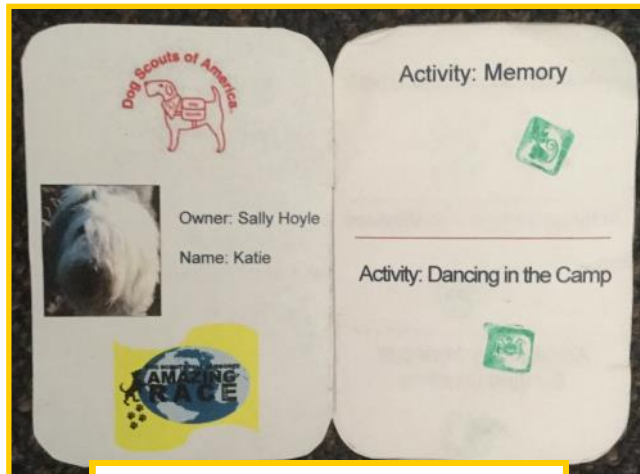 Dog Scouts of America.
Owner: Sally Hoyle
Name: Katie
AMAZING
RACE
Activity: Memory
Activity: Dancing in the Camp